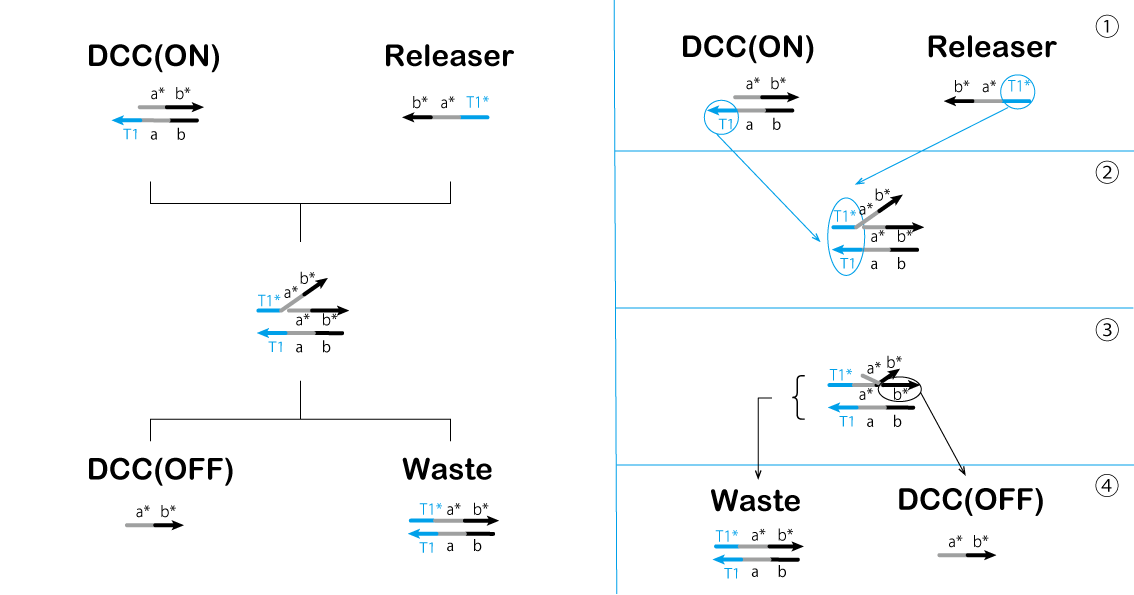 DCC(ON)
Releaser
a* b*
T1 a b
b* a* T1*
b*
a*
T1*
a* b*
T1 a b
DCC(OFF)
Waste
a* b*
T1* a* b*
T1 a b
①
DCC(ON)
Releaser
a* b*
T1 a b
b* a* T1*
②
b*
T1* a*
a* b*
T1 a b
③
b*
a*
T1*
a* b*
T1 a b
④
Waste
DCC(OFF)
T1* a* b*
T1 a b
a* b*